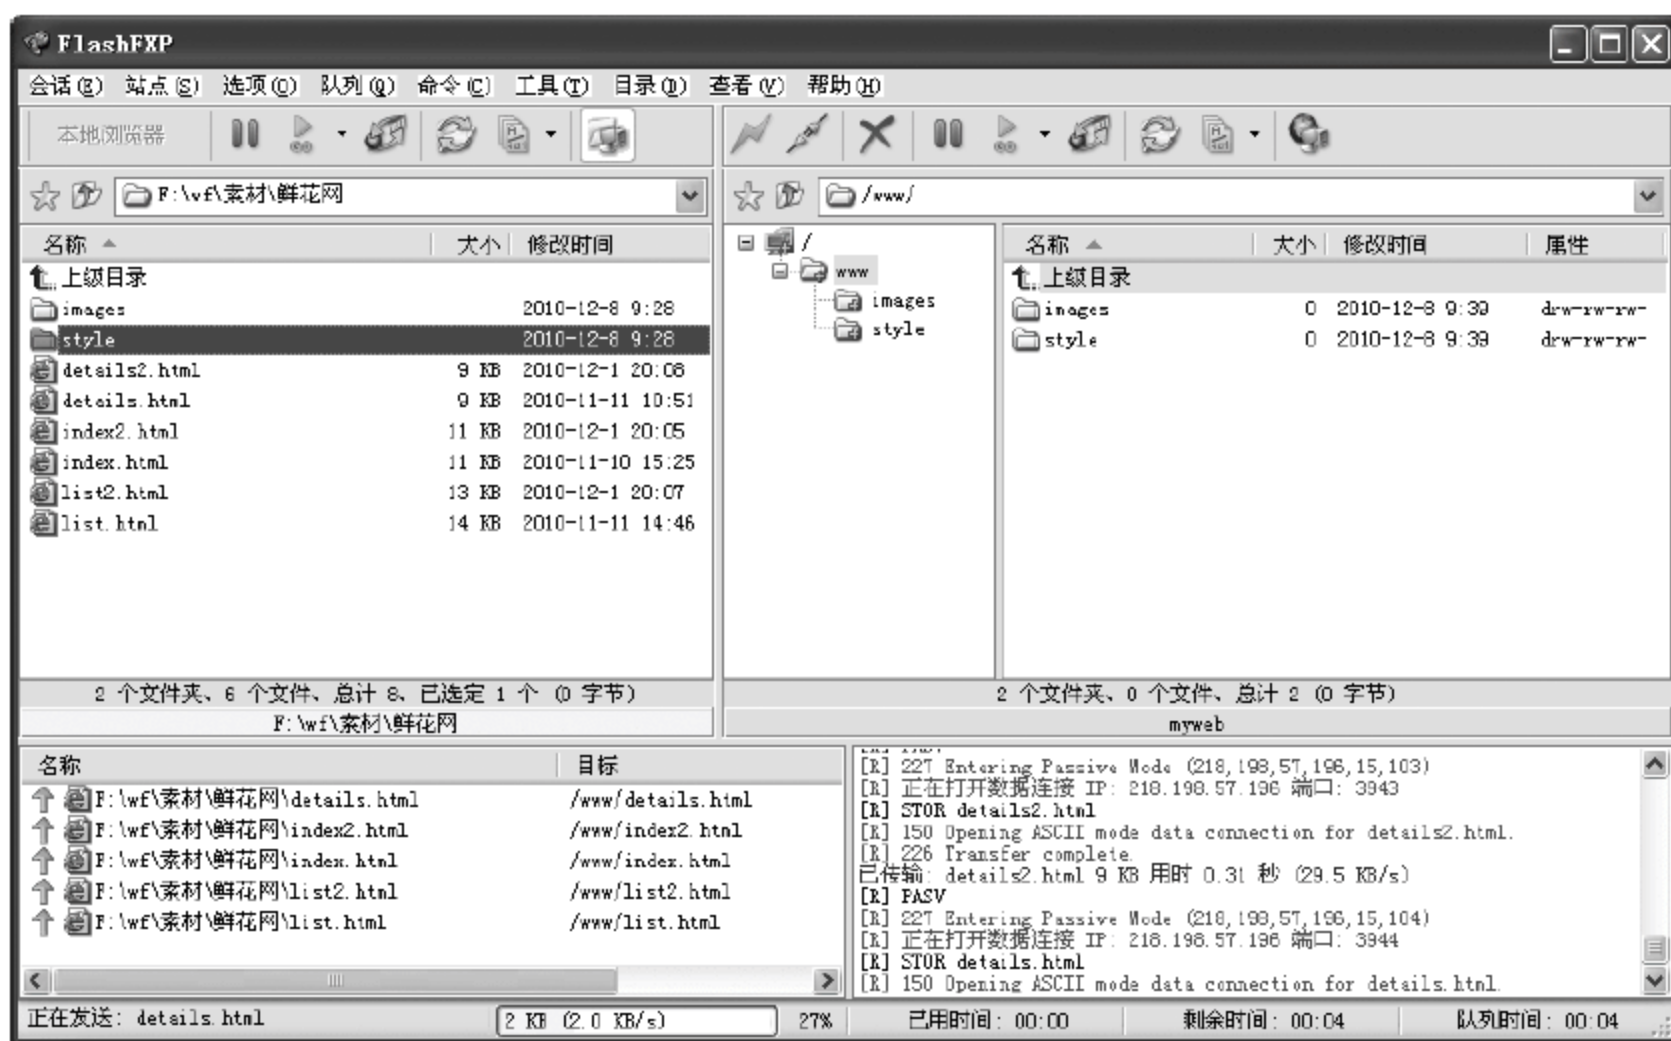 FlashFXP
会话(E) 站点(S) 选项(O) 队列(Q) 命令(C) 工具(T) 目录(D) 查看(V) 帮助(H)
本地浏览器
F:\wf\素材\鲜花网
名称 大小 修改时间
上级目录
images 2010-12-8 9:28
style 2010-12-8 9:28
details2.html 9 KB 2010-12-1 20:08
details.html 9 KB 2010-11-11 10:51
index2.html 11 KB 2010-12-1 20:05
index.html 11 KB 2010-11-10 15:25
list2.html 13 KB 2010-12-1 20:07
list.html 14 KB 2010-11-11 14:46
2 个文件夹、6 个文件、总计 8、已选定 1 个 (0 字节)
F:\wf\素材\鲜花网
/www/
/
www
images
style
名称 大小 修改时间 属性
上级目录
images 0 2010-12-8 9:39 drw-rw-rw-
style 0 2010-12-8 9:39 drw-rw-rw-
2 个文件夹、0 个文件、总计 2 (0 字节)
myweb
名称 目标
F:\wf\素材\鲜花网\details.html /www/details.html
F:\wf\素材\鲜花网\index2.html /www/index2.html
F:\wf\素材\鲜花网\index.html /www/index.html
F:\wf\素材\鲜花网\list2.html /www/list2.html
F:\wf\素材\鲜花网\list.html /www/list.html
[R] 227 Entering Passive Mode (218,198,57,196,15,103)
[R] 正在打开数据连接 IP: 218.198.57.196 端口: 3943
[R] STOR details2.html
[R] 150 Opening ASCII mode data connection for details2.html.
[R] 226 Transfer complete.
已传输: details2.html 9 KB 用时 0.31 秒 (29.5 KB/s)
[R] PASV
[R] 227 Entering Passive Mode (218,198,57,196,15,104)
[R] 正在打开数据连接 IP: 218.198.57.196 端口: 3944
[R] STOR details.html
[R] 150 Opening ASCII mode data connection for details.html.
正在发送: details.html 2 KB (2.0 KB/s) 27% 已用时间: 00:00 剩余时间: 00:04 队列时间: 00:04